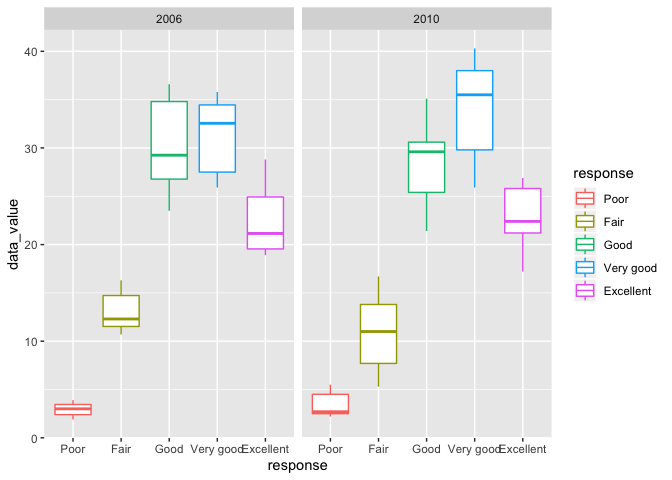 2006 2010
40
30
20
10
0
data_value
Poor Fair Good Very good Excellent Poor Fair Good Very good Excellent
response
response
Poor
Fair
Good
Very good
Excellent